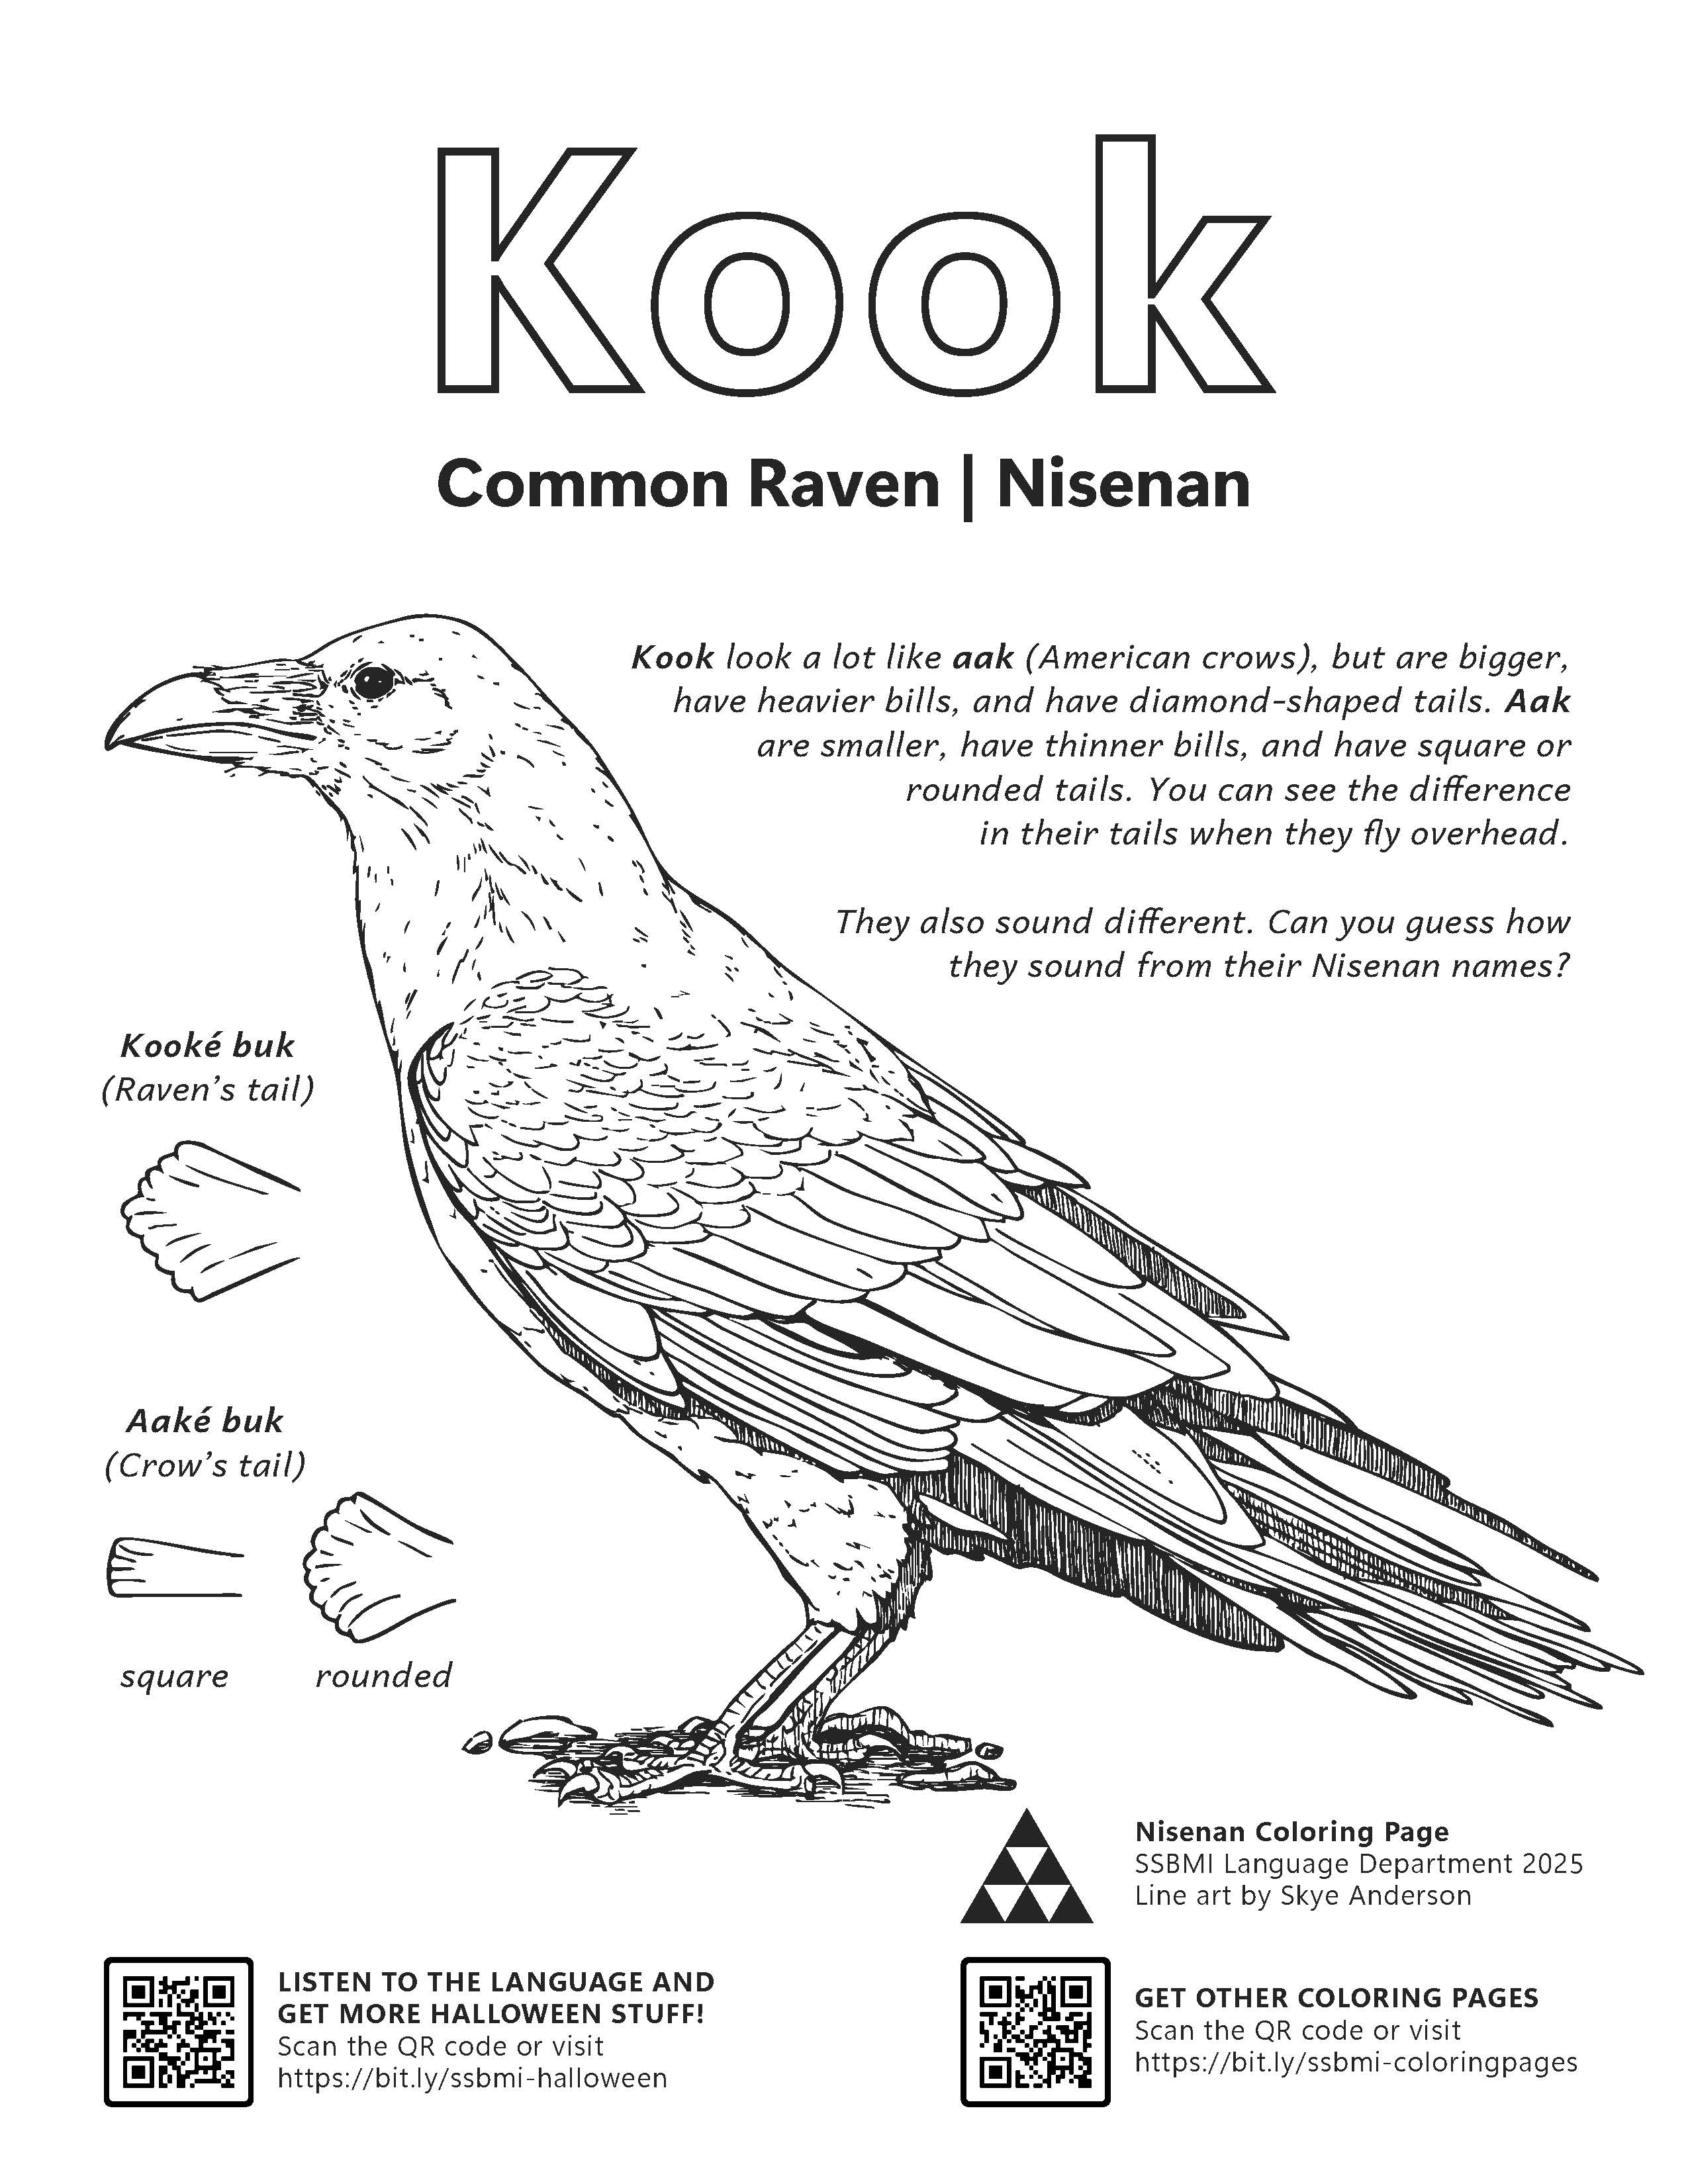 Kook
Common Raven | Nisenan
Kook look a lot like aak (American crows), but are bigger,
have heavier bills, and have diamond-shaped tails. Aak
are smaller, have thinner bills, and have square or
rounded tails. You can see the difference
in their tails when they fly overhead.
They also sound different. Can you guess how
they sound from their Nisenan names?
Kooké buk
(Raven’s tail)
Aaké buk
(Crow’s tail)
square
rounded
Nisenan Coloring Page
SSBMI Language Department 2025
Line art by Skye Anderson
LISTEN TO THE LANGUAGE AND
GET MORE HALLOWEEN STUFF!
Scan the QR code or visit
https://bit.ly/ssbmi-halloween
GET OTHER COLORING PAGES
Scan the QR code or visit
https://bit.ly/ssbmi-coloringpages